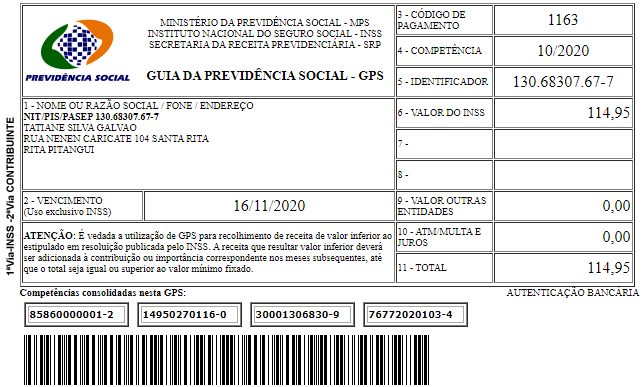 MINISTÉRIO DA PREVIDÊNCIA SOCIAL - MPS
INSTITUTO NACIONAL DO SEGURO SOCIAL - INSS
SECRETARIA DA RECEITA PREVIDENCIÁRIA - SRP
PREVIDÊNCIA SOCIAL
GUIA DA PREVIDÊNCIA SOCIAL - GPS
3 - CÓDIGO DE PAGAMENTO
1163
4 - COMPETÊNCIA
10/2020
5 - IDENTIFICADOR
130.68307.67-7
1 - NOME OU RAZÃO SOCIAL / FONE / ENDEREÇO
NIT/PIS/PASEP 130.68307.67-7
TATIANE SILVA GALVAO
RUA NENEN CARICATE 104 SANTA RITA
RITA PITANGUI
6 - VALOR DO INSS
114,95
7 -
8 -
2 - VENCIMENTO
(Uso exclusivo INSS)
16/11/2020
9 - VALOR OUTRAS ENTIDADES
0,00
ATENÇÃO: É vedada a utilização de GPS para recolhimento de receita de valor inferior ao
estipulado em resolução publicada pelo INSS. A receita que resultar valor inferior deverá
ser adicionada à contribuição ou importância correspondente nos meses subsequentes, até
que o total seja igual ou superior ao valor mínimo fixado.
10 - ATM/MULTA E JUROS
0,00
11 - TOTAL
114,95
1ªVia-INSS -2ªVia CONTRIBUINTE
Competências consolidadas nesta GPS:
AUTENTICAÇÃO BANCÁRIA
85860000001-2 14950270116-0 30001306830-9 76772020103-4